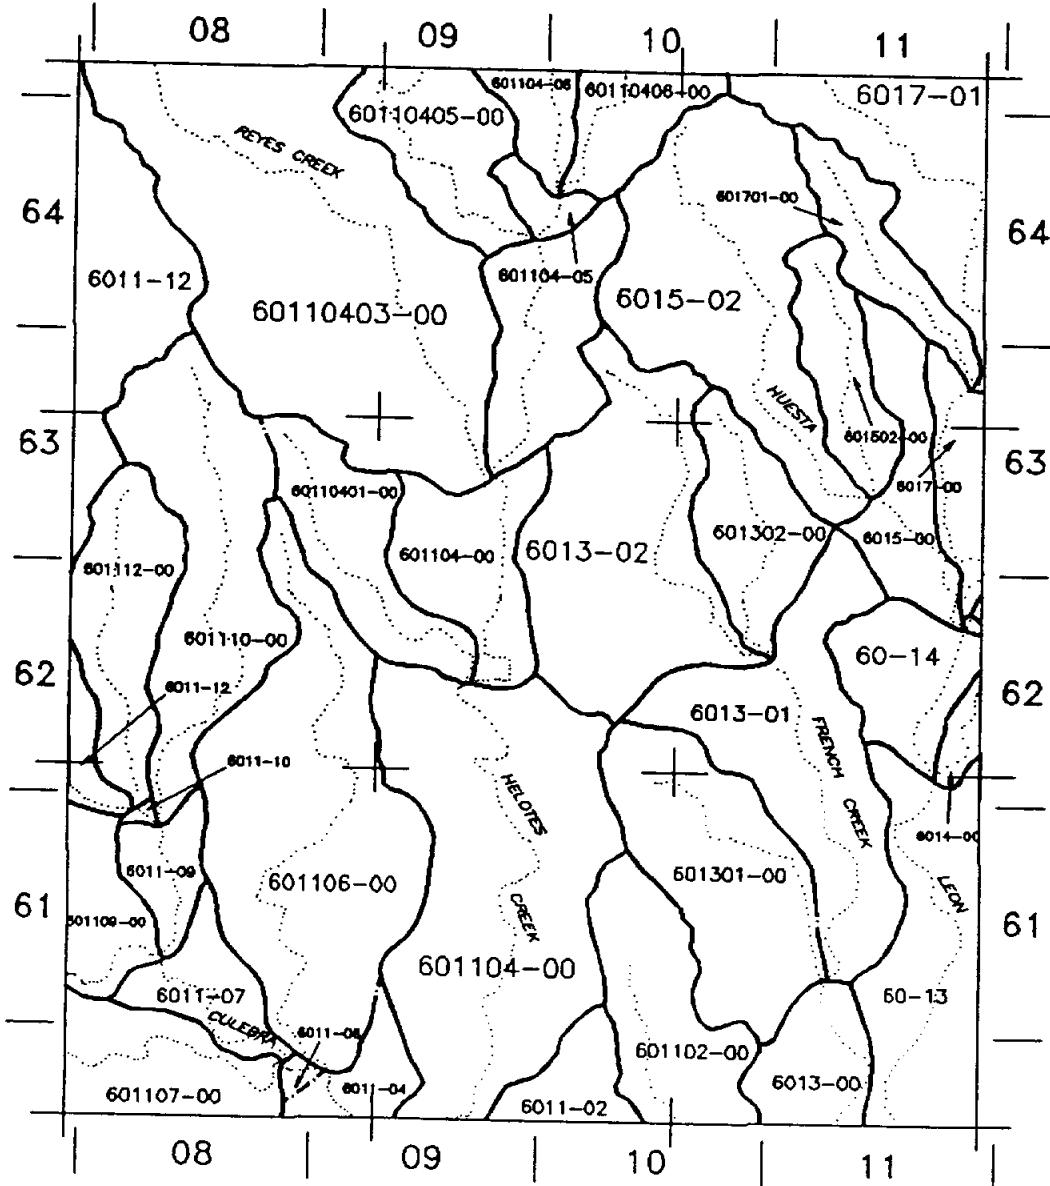 08 09 10 11
601104-06 60110406-00 6017-01
60110405-00
REYES CREEK
64 601701-00 64
6011-12 601104-05
60110403-00 6015-02
HUESTA
63 601502-00 63
60110401-00 6017-00
601302-00 6015-00
601112-00 601104-00 6013-02
601110-00
60-14
62 6011-12 62
6013-01
FRENCH CREEK
6011-10
HELOTES CREEK
6014-00
6011-09 601301-00
601106-00 LEON
61 601109-00 61
601104-00
6011-07 60-13
CULEBRA 6011-06
601102-00
6011-04 6013-00
601107-00 6011-02
08 09 10 11